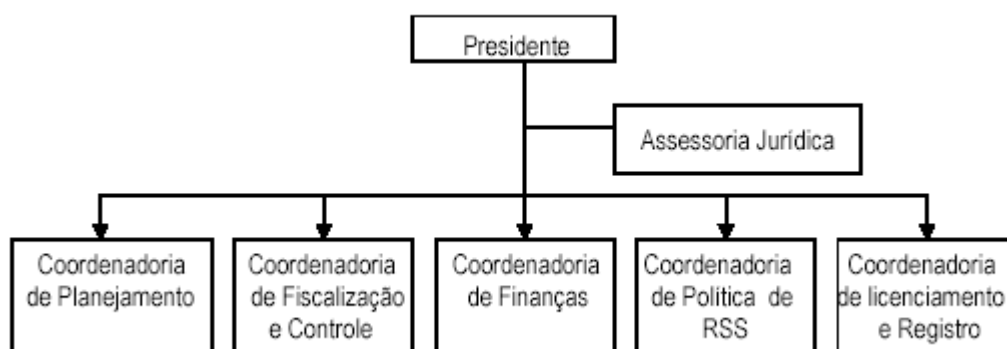 Presidente
Assessoria Jurídica
Coordenadoria
de Planejamento
Coordenadoria
de Fiscalização
e Controle
Coordenadoria
de Finanças
Coordenadoria
de Política de
RSS
Coordenadoria
de licenciamento
e Registro